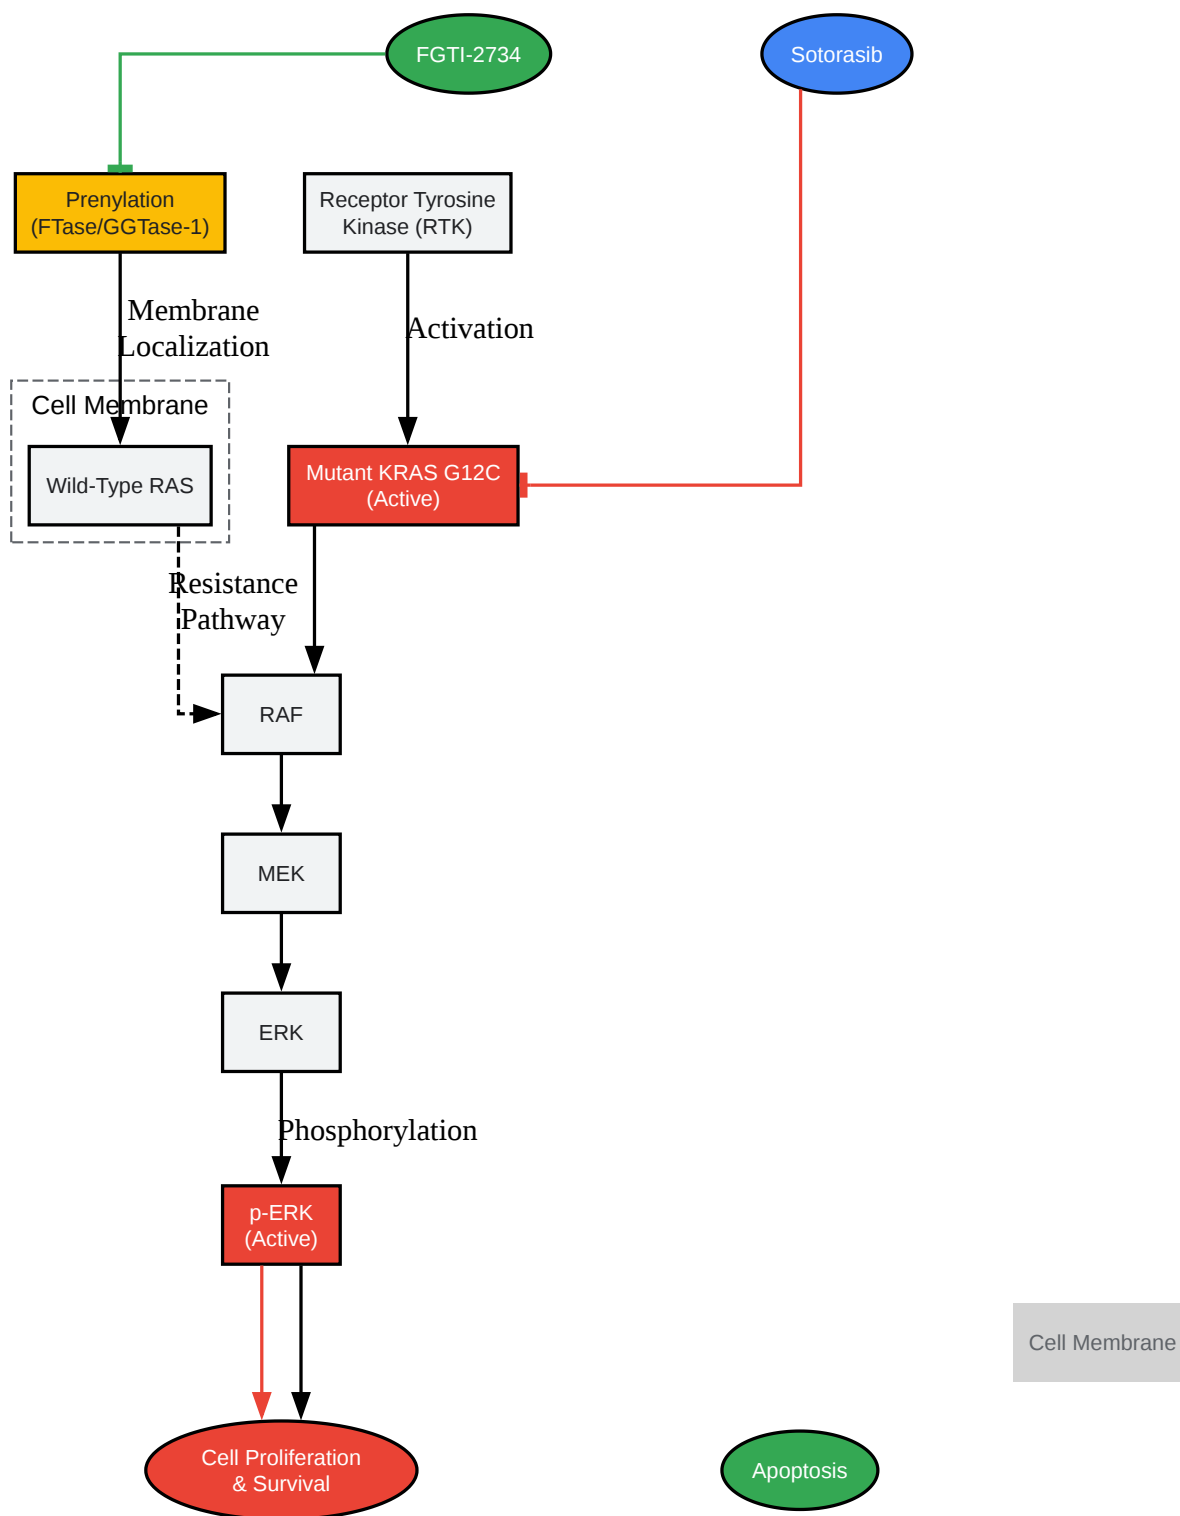 FGTI-2734
Sotorasib
Prenylation
(FTase/GGTase-1)
Receptor Tyrosine
Kinase (RTK)
Membrane
Localization
Activation
Cell Membrane
Wild-Type RAS
Mutant KRAS G12C
(Active)
Resistance
Pathway
RAF
MEK
ERK
Phosphorylation
p-ERK
(Active)
Cell Membrane
Cell Proliferation
& Survival
Apoptosis